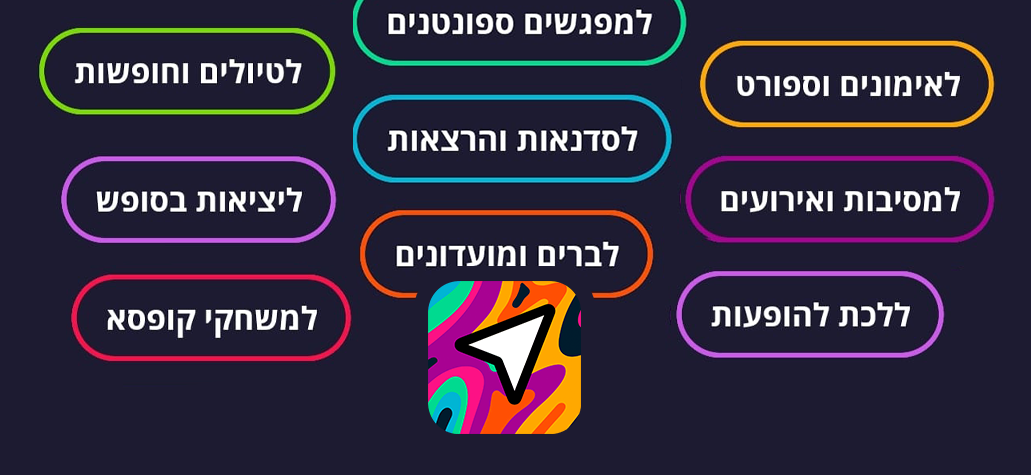 למפגשים ספונטנים
לאימונים וספורט
לטיולים וחופשות
לסדנאות והרצאות
למסיבות ואירועים
ליציאות בסופש
לברים ומועדונים
ללכת להופעות
למשחקי קופסא